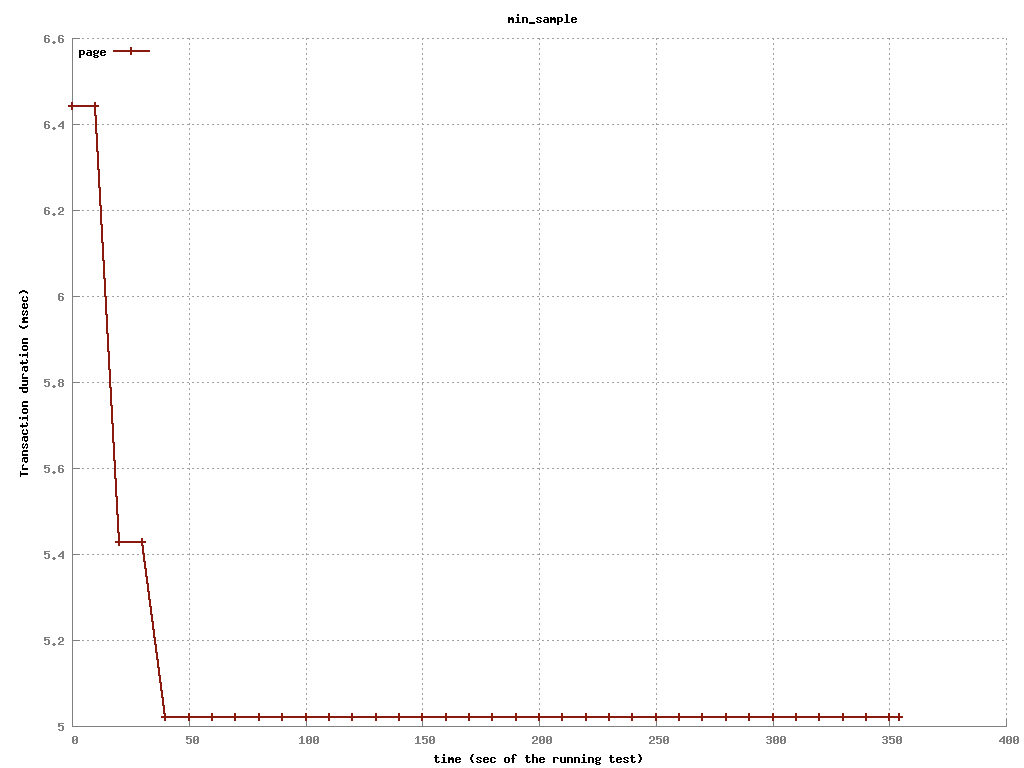 min_sample
page
6.6
6.4
6.2
6
5.8
5.6
5.4
5.2
5
Transaction duration (msec)
0 50 100 150 200 250 300 350 400
time (sec of the running test)